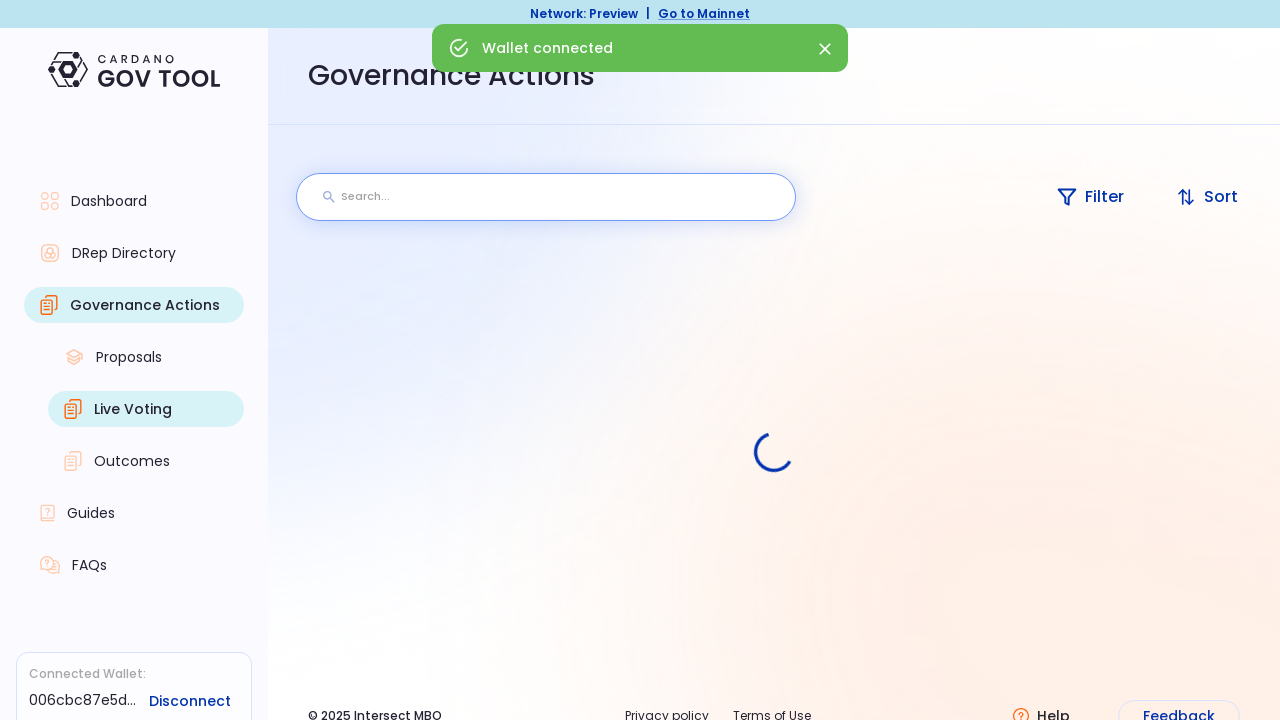 Network: Preview | Go to Mainnet
Wallet connected
CARDANO
GOV TOOL
Governance Actions
Search...
Filter
Sort
Dashboard
DRep Directory
Governance Actions
Proposals
Live Voting
Outcomes
Guides
FAQs
Connected Wallet:
006cbc87e5d...
Disconnect
© 2025 Intersect MBO
Privacy policy
Terms of Use
Help
Feedback